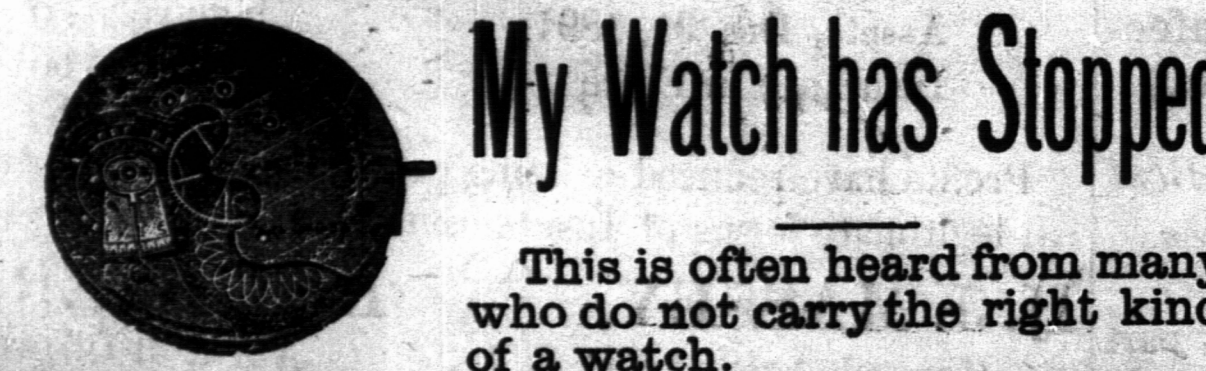 My Watch has Stopped
This is often heard from many
who do not carry the right kind
of a watch.